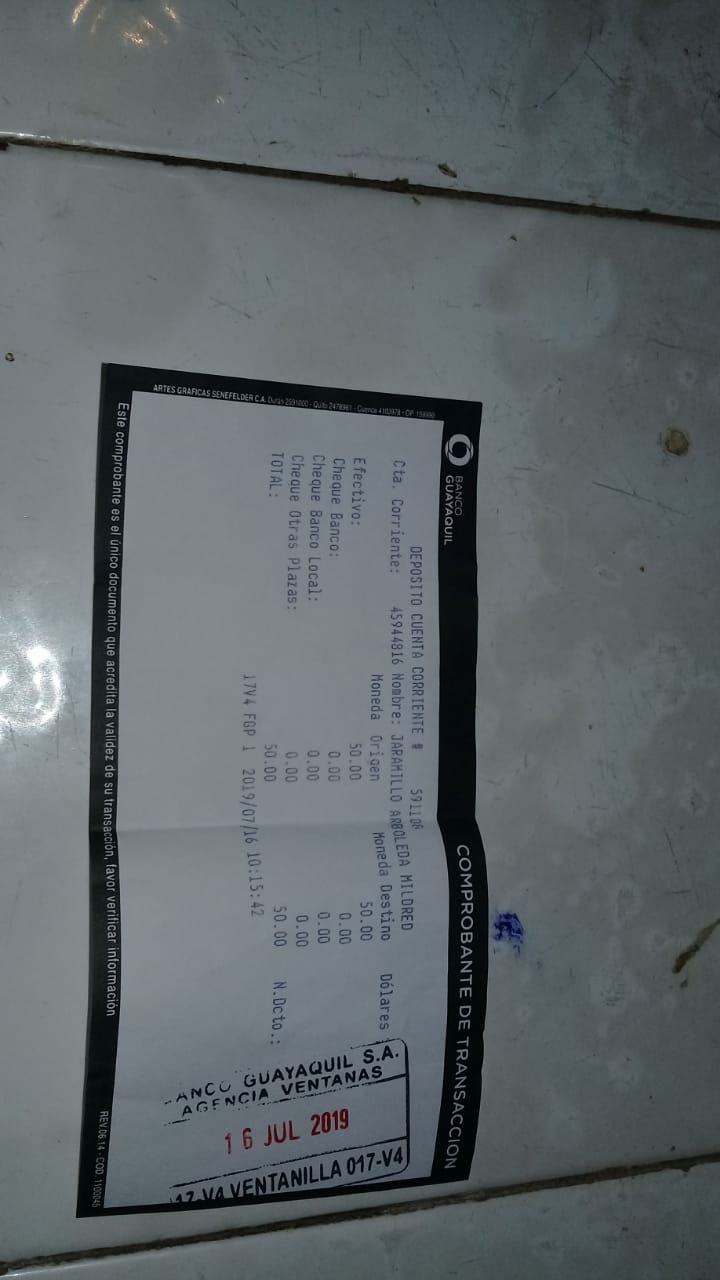 BANCO
GUAYAQUIL
COMPROBANTE DE TRANSACCION
DEPOSITO CUENTA CORRIENTE # 591108
Cta. Corriente: 45944816 Nombre: JARAMILLO ARBOLEDA MILDRED
Moneda Origen Moneda Destino Dólares
Efectivo: 50.00 50.00
Cheque Banco: 0.00 0.00
Cheque Banco Local: 0.00 0.00
Cheque Otras Plazas: 0.00 0.00
TOTAL: 50.00 50.00 N.Dcto.:
17V4 FGP 1 2019/07/16 10:15:42
BANCO GUAYAQUIL S.A.
AGENCIA VENTANAS
16 JUL 2019
VENTANILLA 017-V4
Este comprobante es el único documento que acredita la validez de su transacción, favor verificar información
REV.06.14 - COD. 1100045
ARTES GRAFICAS SENEFELDER C.A.